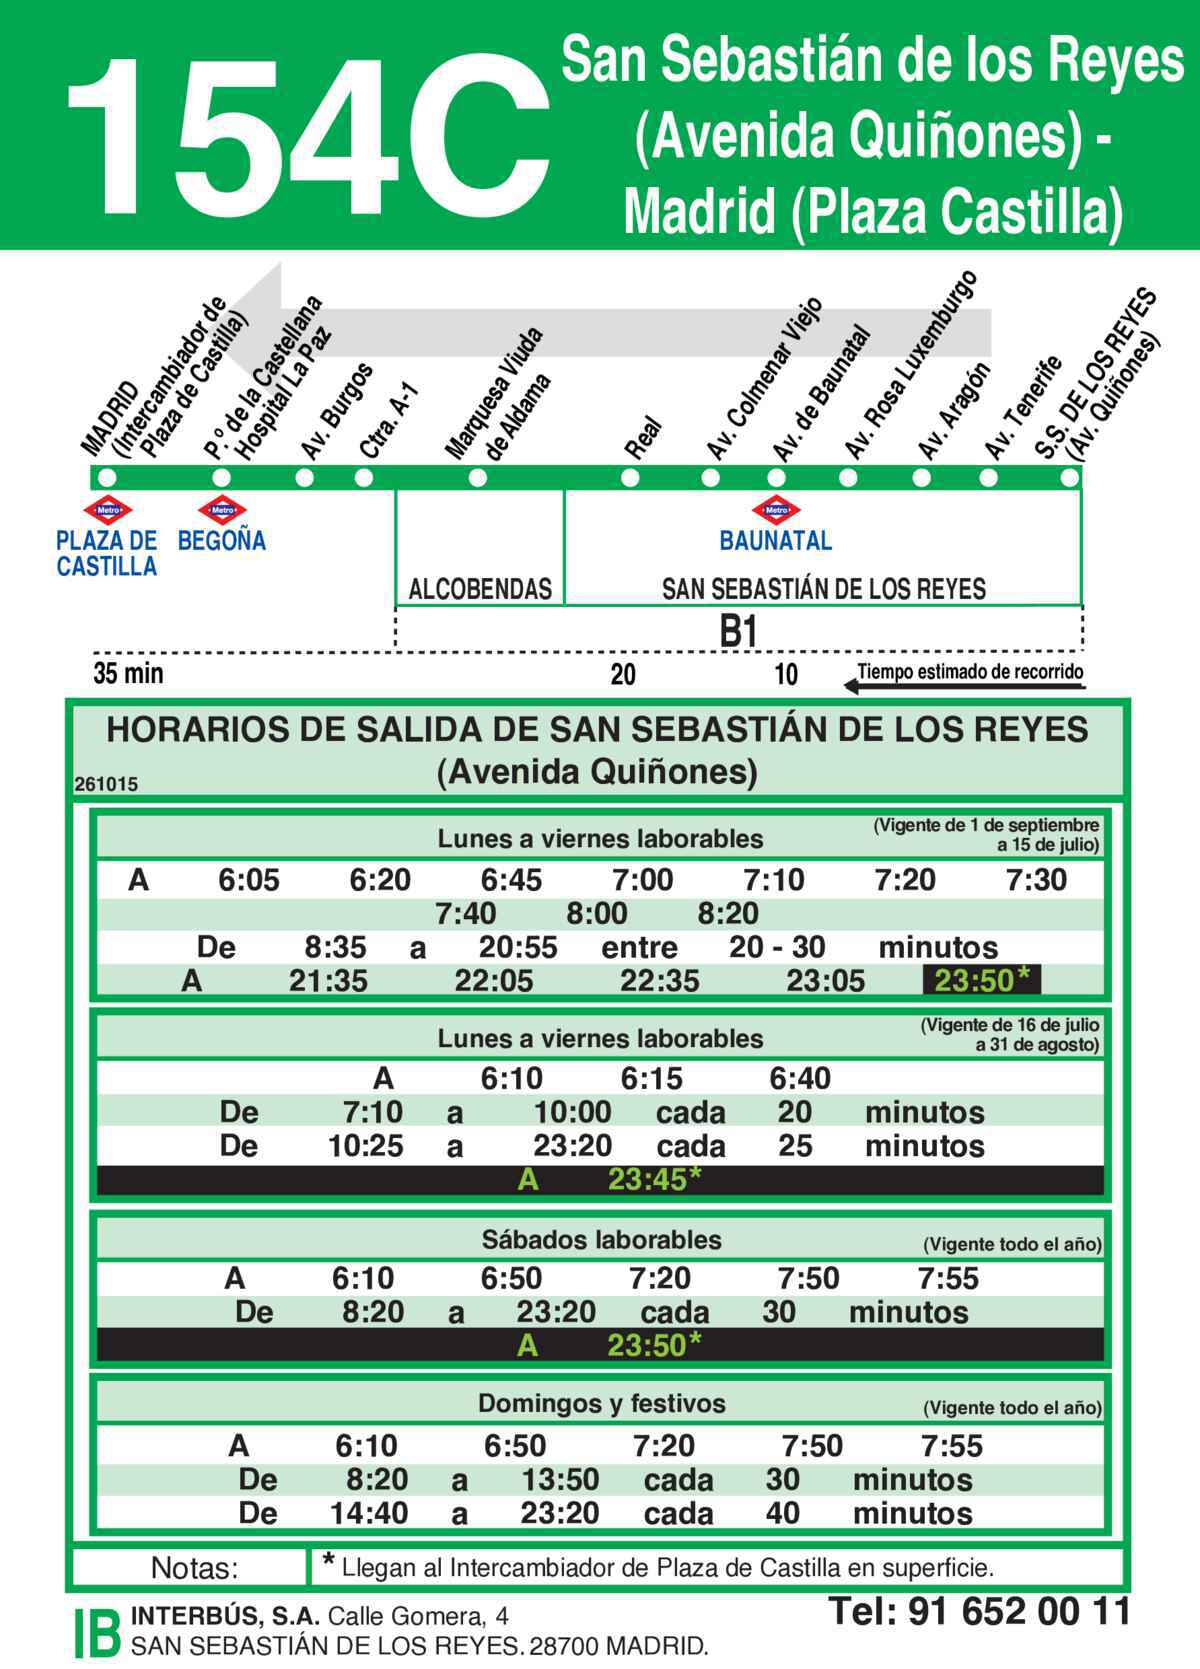 154C
San Sebastián de los Reyes
(Avenida Quiñones) -
Madrid (Plaza Castilla)
MADRID
(Intercambiador de
Plaza de Castilla)
P.º de la Castellana
Hospital La Paz
Av. Burgos
Ctra. A-1
Marquesa Viuda
de Aldama
Real
Av. Colmenar Viejo
Av. de Baunatal
Av. Rosa Luxemburgo
Av. Aragón
Av. Tenerife
S.S. DE LOS REYES
(Av. Quiñones)
Metro
Metro
Metro
PLAZA DE
CASTILLA
BEGOÑA
BAUNATAL
ALCOBENDAS
SAN SEBASTIÁN DE LOS REYES
B1
35 min 20 10 Tiempo estimado de recorrido
HORARIOS DE SALIDA DE SAN SEBASTIÁN DE LOS REYES
(Avenida Quiñones)
261015
Lunes a viernes laborables
(Vigente de 1 de septiembre
a 15 de julio)
A 6:05 6:20 6:45 7:00 7:10 7:20 7:30
7:40 8:00 8:20
De 8:35 a 20:55 entre 20 - 30 minutos
A 21:35 22:05 22:35 23:05 23:50*
Lunes a viernes laborables
(Vigente de 16 de julio
a 31 de agosto)
A 6:10 6:15 6:40
De 7:10 a 10:00 cada 20 minutos
De 10:25 a 23:20 cada 25 minutos
A 23:45*
Sábados laborables (Vigente todo el año)
A 6:10 6:50 7:20 7:50 7:55
De 8:20 a 23:20 cada 30 minutos
A 23:50*
Domingos y festivos (Vigente todo el año)
A 6:10 6:50 7:20 7:50 7:55
De 8:20 a 13:50 cada 30 minutos
De 14:40 a 23:20 cada 40 minutos
Notas: * Llegan al Intercambiador de Plaza de Castilla en superficie.
IB
INTERBÚS, S.A. Calle Gomera, 4
SAN SEBASTIÁN DE LOS REYES. 28700 MADRID.
Tel: 91 652 00 11